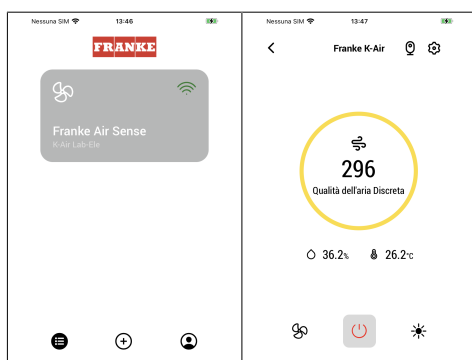 Nessuna SIM 13:46
FRANKE
Franke Air Sense
K-Air Lab-Ele
Nessuna SIM 13:47
Franke K-Air
296
Qualità dell'aria Discreta
36.2% 26.2°C